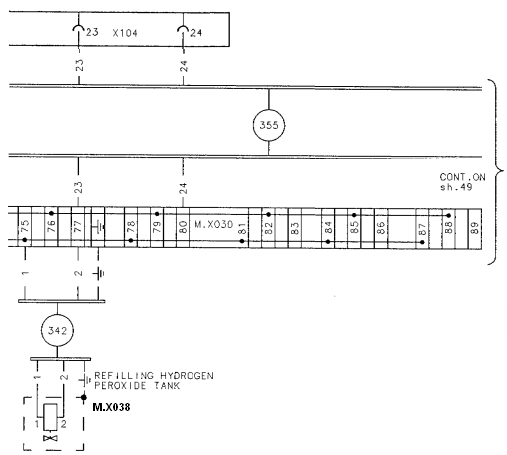 23 X104 24
23 24
355
CONT.ON
sh.49
23 24
75 76 77 78 79 80 M.X030 81 82 83 84 85 86 87 88 89
1 2
342
1 2
REFILLING HYDROGEN
PEROXIDE TANK
M.X038
1 2